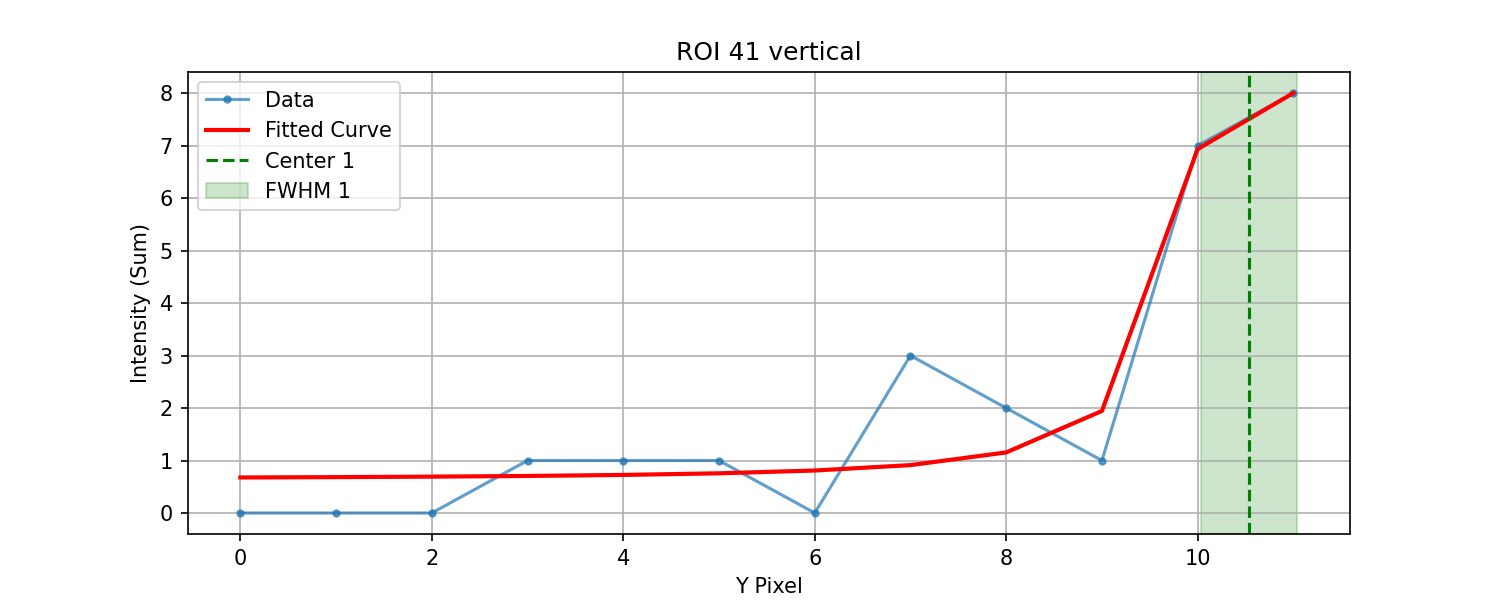 ROI 41 vertical
Data
Fitted Curve
Center 1
FWHM 1
Intensity (Sum)
8
7
6
5
4
3
2
1
0
0 2 4 6 8 10
Y Pixel